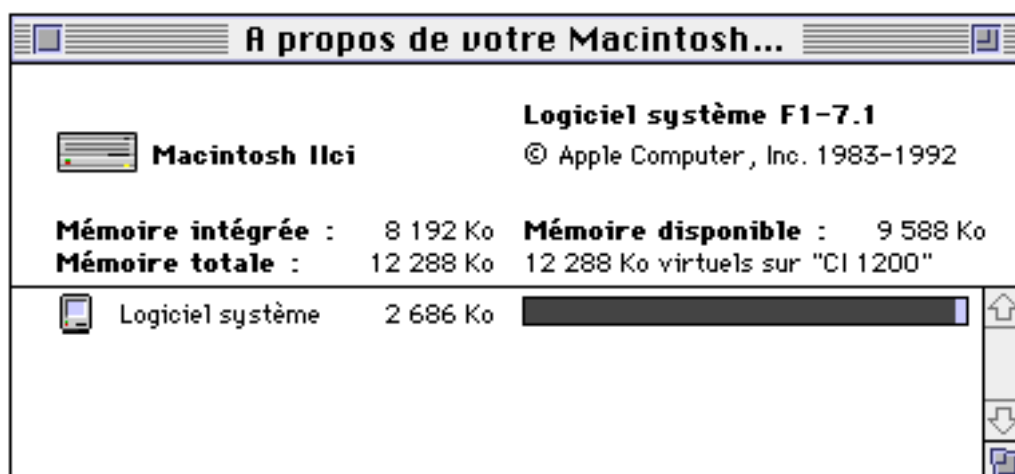 A propos de votre Macintosh...
Logiciel système F1-7.1
Macintosh IIci
© Apple Computer, Inc. 1983-1992
Mémoire intégrée : 8 192 Ko Mémoire disponible : 9 588 Ko
Mémoire totale : 12 288 Ko 12 288 Ko virtuels sur "CI 1200"
Logiciel système 2 686 Ko